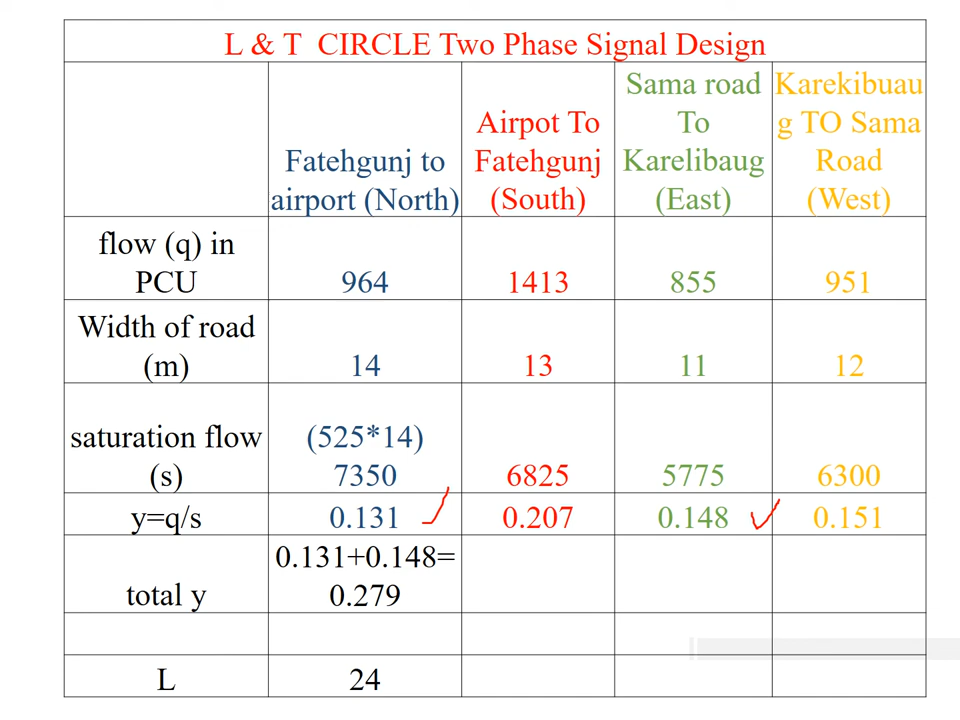 L & T CIRCLE Two Phase Signal Design
Fatehgunj to
airport (North)
Airpot To
Fatehgunj
(South)
Sama road
To
Karelibaug
(East)
Karekibuau
g TO Sama
Road
(West)
flow (q) in
PCU
964
1413
855
951
Width of road
(m)
14
13
11
12
saturation flow
(s)
(525*14)
7350
6825
5775
6300
y=q/s
0.131
0.207
0.148
0.151
total y
0.131+0.148=
0.279
L
24